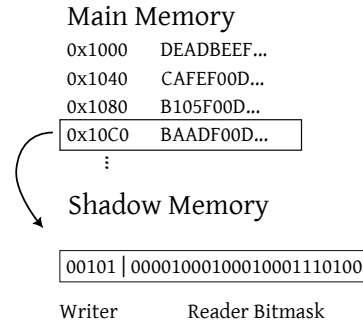 Main Memory
0x1000 DEADBEEF...
0x1040 CAFEF00D...
0x1080 B105F00D...
0x10C0 BAADF00D...
⋮
Shadow Memory
00101 | 00001000100010001110100
Writer Reader Bitmask